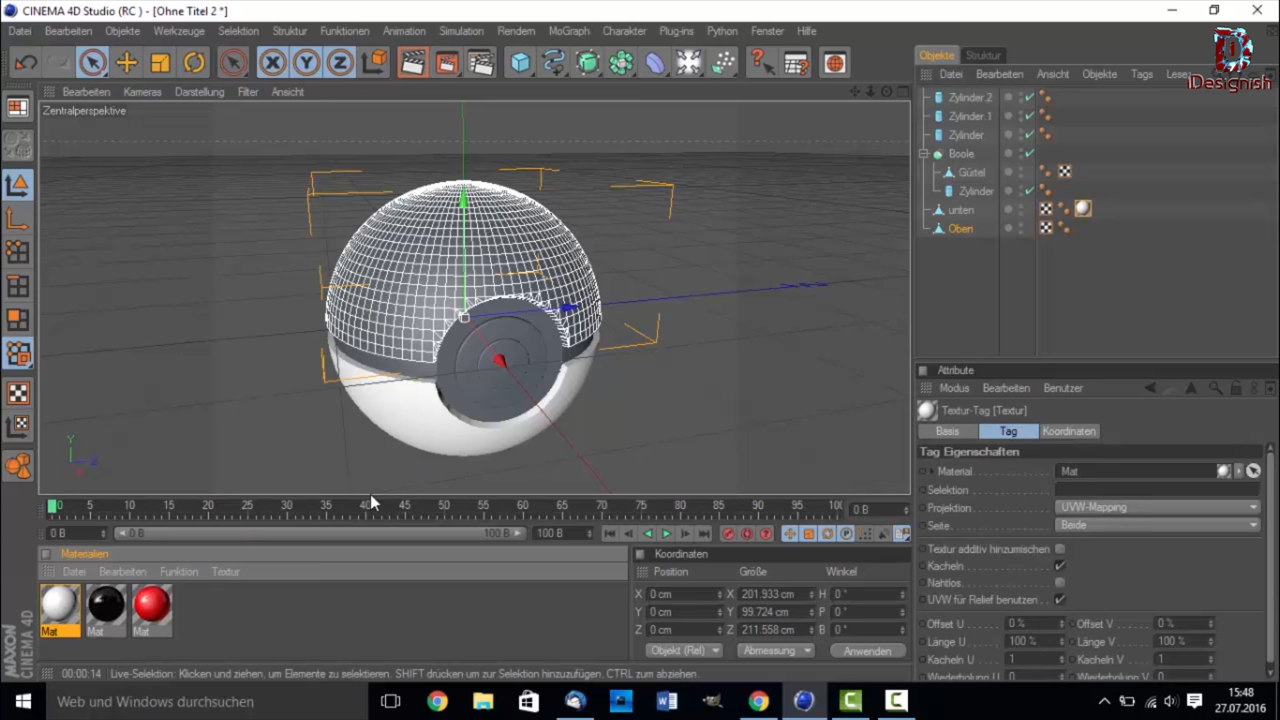 CINEMA 4D Studio (RC ) - [Ohne Titel 2 *]
Datei Bearbeiten Objekte Werkzeuge Selektion Struktur Funktionen Animation Simulation Rendern MoGraph Charakter Plug-ins Python Fenster Hilfe
iDesignish
Objekte Struktur
Datei Bearbeiten Ansicht Objekte Tags Lese
Bearbeiten Kameras Darstellung Filter Ansicht
Zentralperspektive
Zylinder.2
Zylinder.1
Zylinder
Boole
Gürtel
Zylinder
unten
Oben
Attribute
Modus Bearbeiten Benutzer
Textur-Tag [Textur]
Basis Tag Koordinaten
Tag Eigenschaften
Material Mat
Selektion
Projektion UVW-Mapping
Seite Beide
Textur additiv hinzumischen
Kacheln
Nahtlos
UVW für Relief benutzen
Offset U 0 % Offset V 0 %
Länge U 100 % Länge V 100 %
Kacheln U 1 Kacheln V 1
Y
Z
0 5 10 15 20 25 30 35 40 45 50 55 60 65 70 75 80 85 90 95 10 0 B
0 B 0 B 100 B 100 B
Materialien
Datei Bearbeiten Funktion Textur
Mat Mat Mat
Koordinaten
Position Größe Winkel
X 0 cm X 201.933 cm H 0 °
Y 0 cm Y 99.724 cm P 0 °
Z 0 cm Z 211.558 cm B 0 °
Objekt (Rel) Abmessung Anwenden
MAXON CINEMA 4D
00:00:14 Live-Selektion: Klicken und ziehen, um Elemente zu selektieren. SHIFT drücken um zur Selektion hinzuzufügen, CTRL zum abziehen.
Web und Windows durchsuchen
15:48
27.07.2016